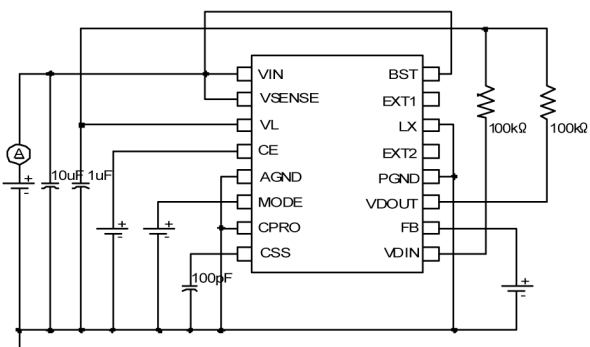 VIN BST
VSENSE EXT1
VL LX
100kΩ 100kΩ
A
CE EXT2
10uF 1uF
AGND PGND
MODE VDOUT
CPRO FB
CSS VDIN
100pF